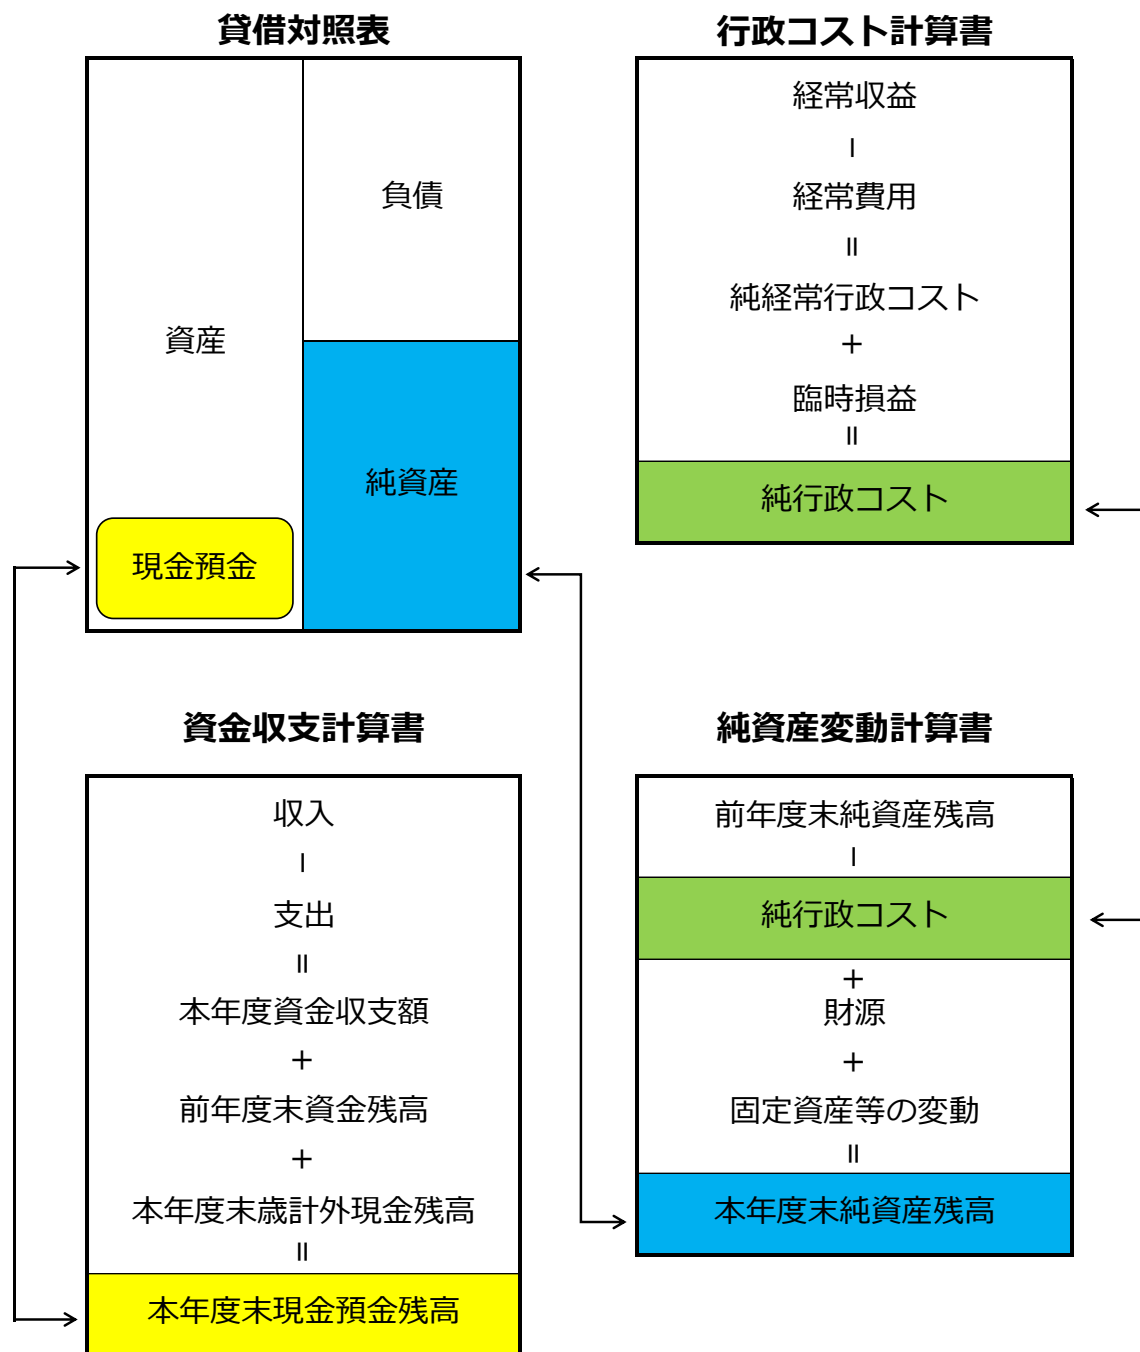 貸借対照表
資産
現金預金
負債
純資産
行政コスト計算書
経常収益
－
経常費用
＝
純経常行政コスト
＋
臨時損益
＝
純行政コスト
資金収支計算書
収入
－
支出
＝
本年度資金収支額
＋
前年度末資金残高
＋
本年度末歳計外現金残高
＝
本年度末現金預金残高
純資産変動計算書
前年度末純資産残高
－
純行政コスト
＋
財源
＋
固定資産等の変動
＝
本年度末純資産残高